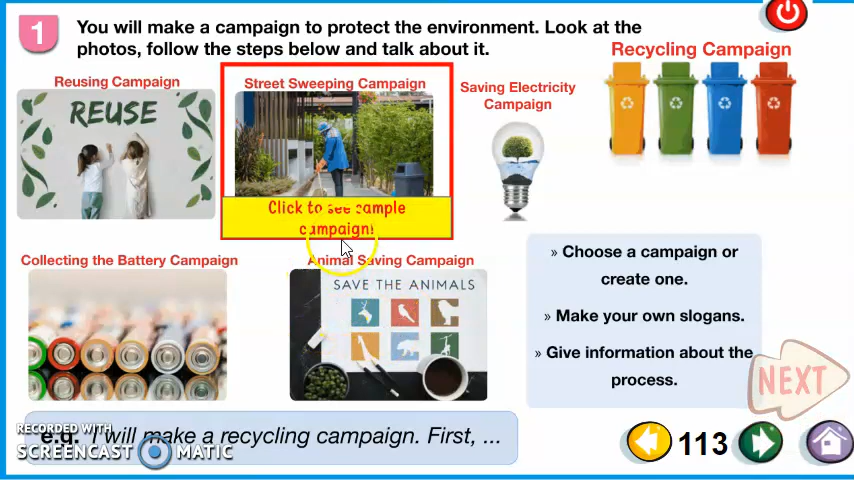 1
You will make a campaign to protect the environment. Look at the
photos, follow the steps below and talk about it.
Recycling Campaign
Reusing Campaign
REUSE
Street Sweeping Campaign
Click to see sample
campaign!
Saving Electricity
Campaign
Collecting the Battery Campaign
Animal Saving Campaign
SAVE THE ANIMALS
» Choose a campaign or
create one.
» Make your own slogans.
» Give information about the
process.
NEXT
e.g. I will make a recycling campaign. First, ...
RECORDED WITH
SCREENCAST MATIC
113